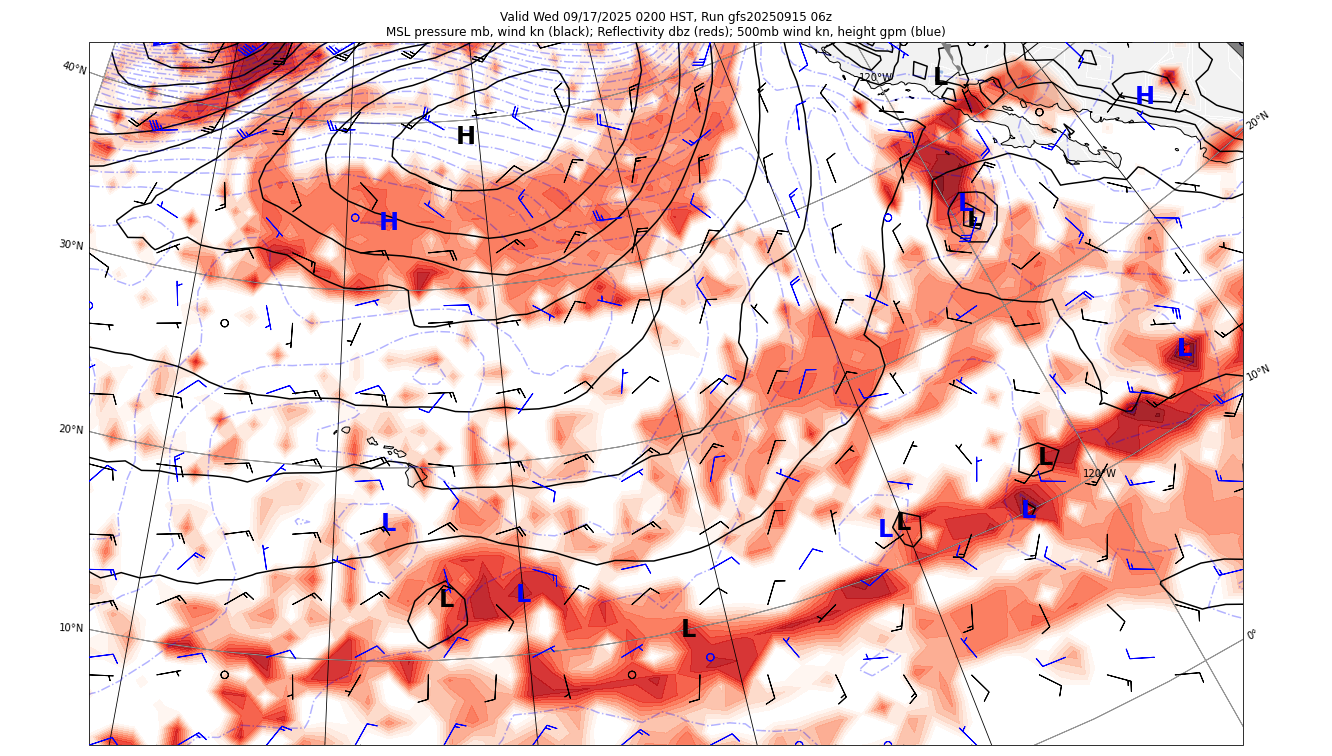 Valid Wed 09/17/2025 0200 HST, Run gfs20250915 06z
MSL pressure mb, wind kn (black); Reflectivity dbz (reds); 500mb wind kn, height gpm (blue)
40°N
120°W
L
H
20°N
H
H
L
L
30°N
L
10°N
20°N
L
120°W
L
L
L
L
L
L
10°N
L
0°